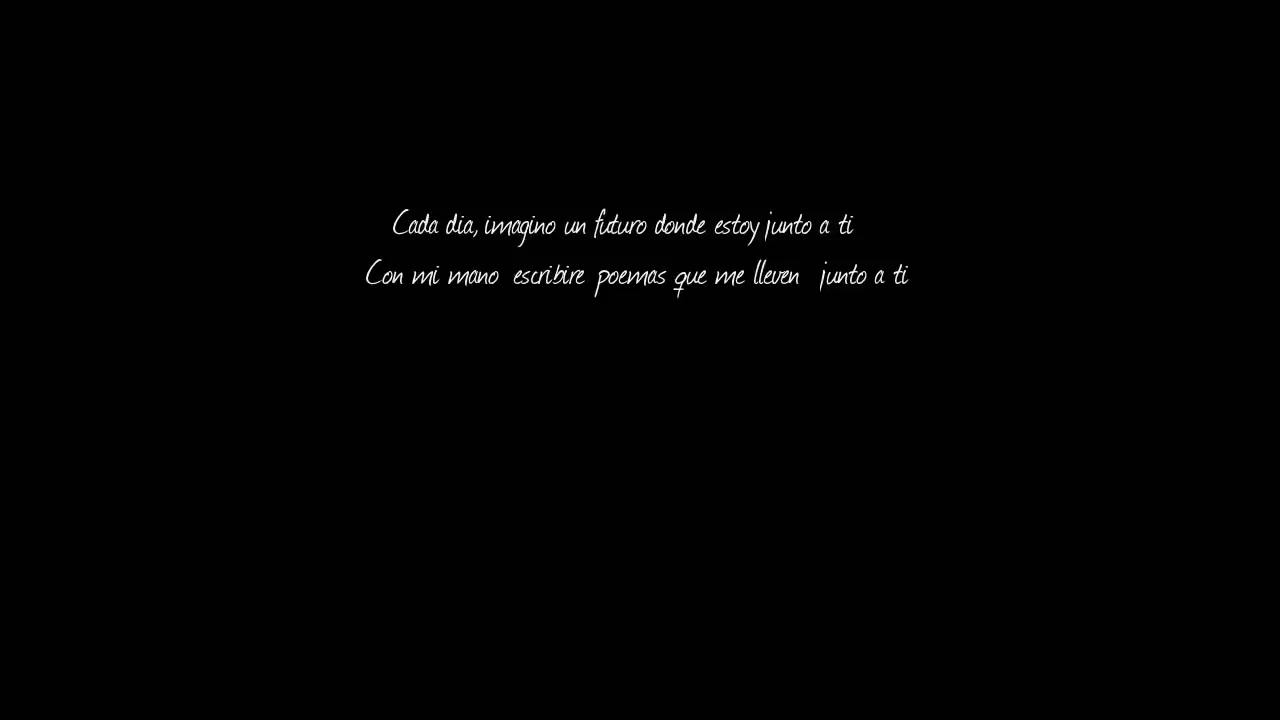 Cada dia, imagino un futuro donde estoy junto a ti
Con mi mano escribire poemas que me lleven junto a ti